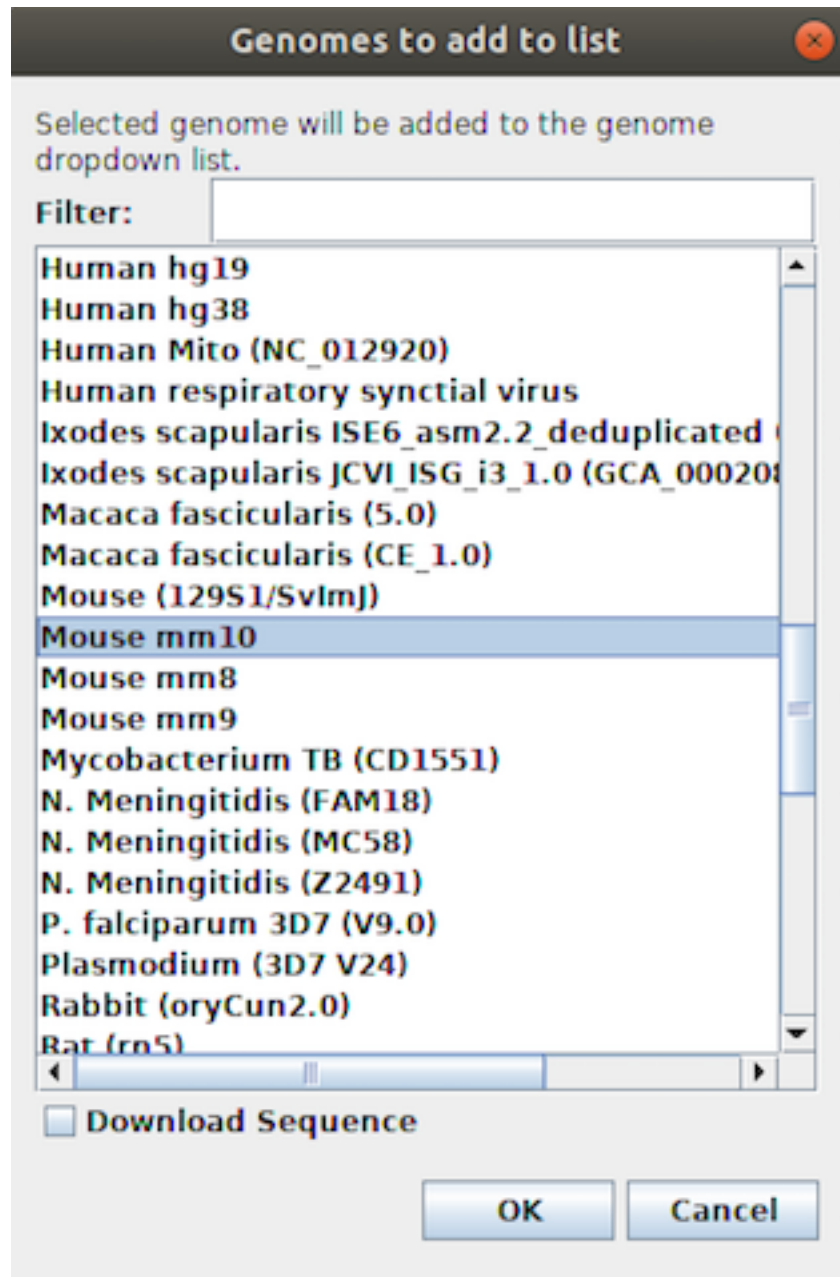 Genomes to add to list
Selected genome will be added to the genome
dropdown list.
Filter:
Human hg19
Human hg38
Human Mito (NC_012920)
Human respiratory synctial virus
Ixodes scapularis ISE6_asm2.2_deduplicated (
Ixodes scapularis JCVI_ISG_i3_1.0 (GCA_000208
Macaca fascicularis (5.0)
Macaca fascicularis (CE_1.0)
Mouse (129S1/SvImJ)
Mouse mm10
Mouse mm8
Mouse mm9
Mycobacterium TB (CD1551)
N. Meningitidis (FAM18)
N. Meningitidis (MC58)
N. Meningitidis (Z2491)
P. falciparum 3D7 (V9.0)
Plasmodium (3D7 V24)
Rabbit (oryCun2.0)
Rat (rn5)
Download Sequence
OK Cancel